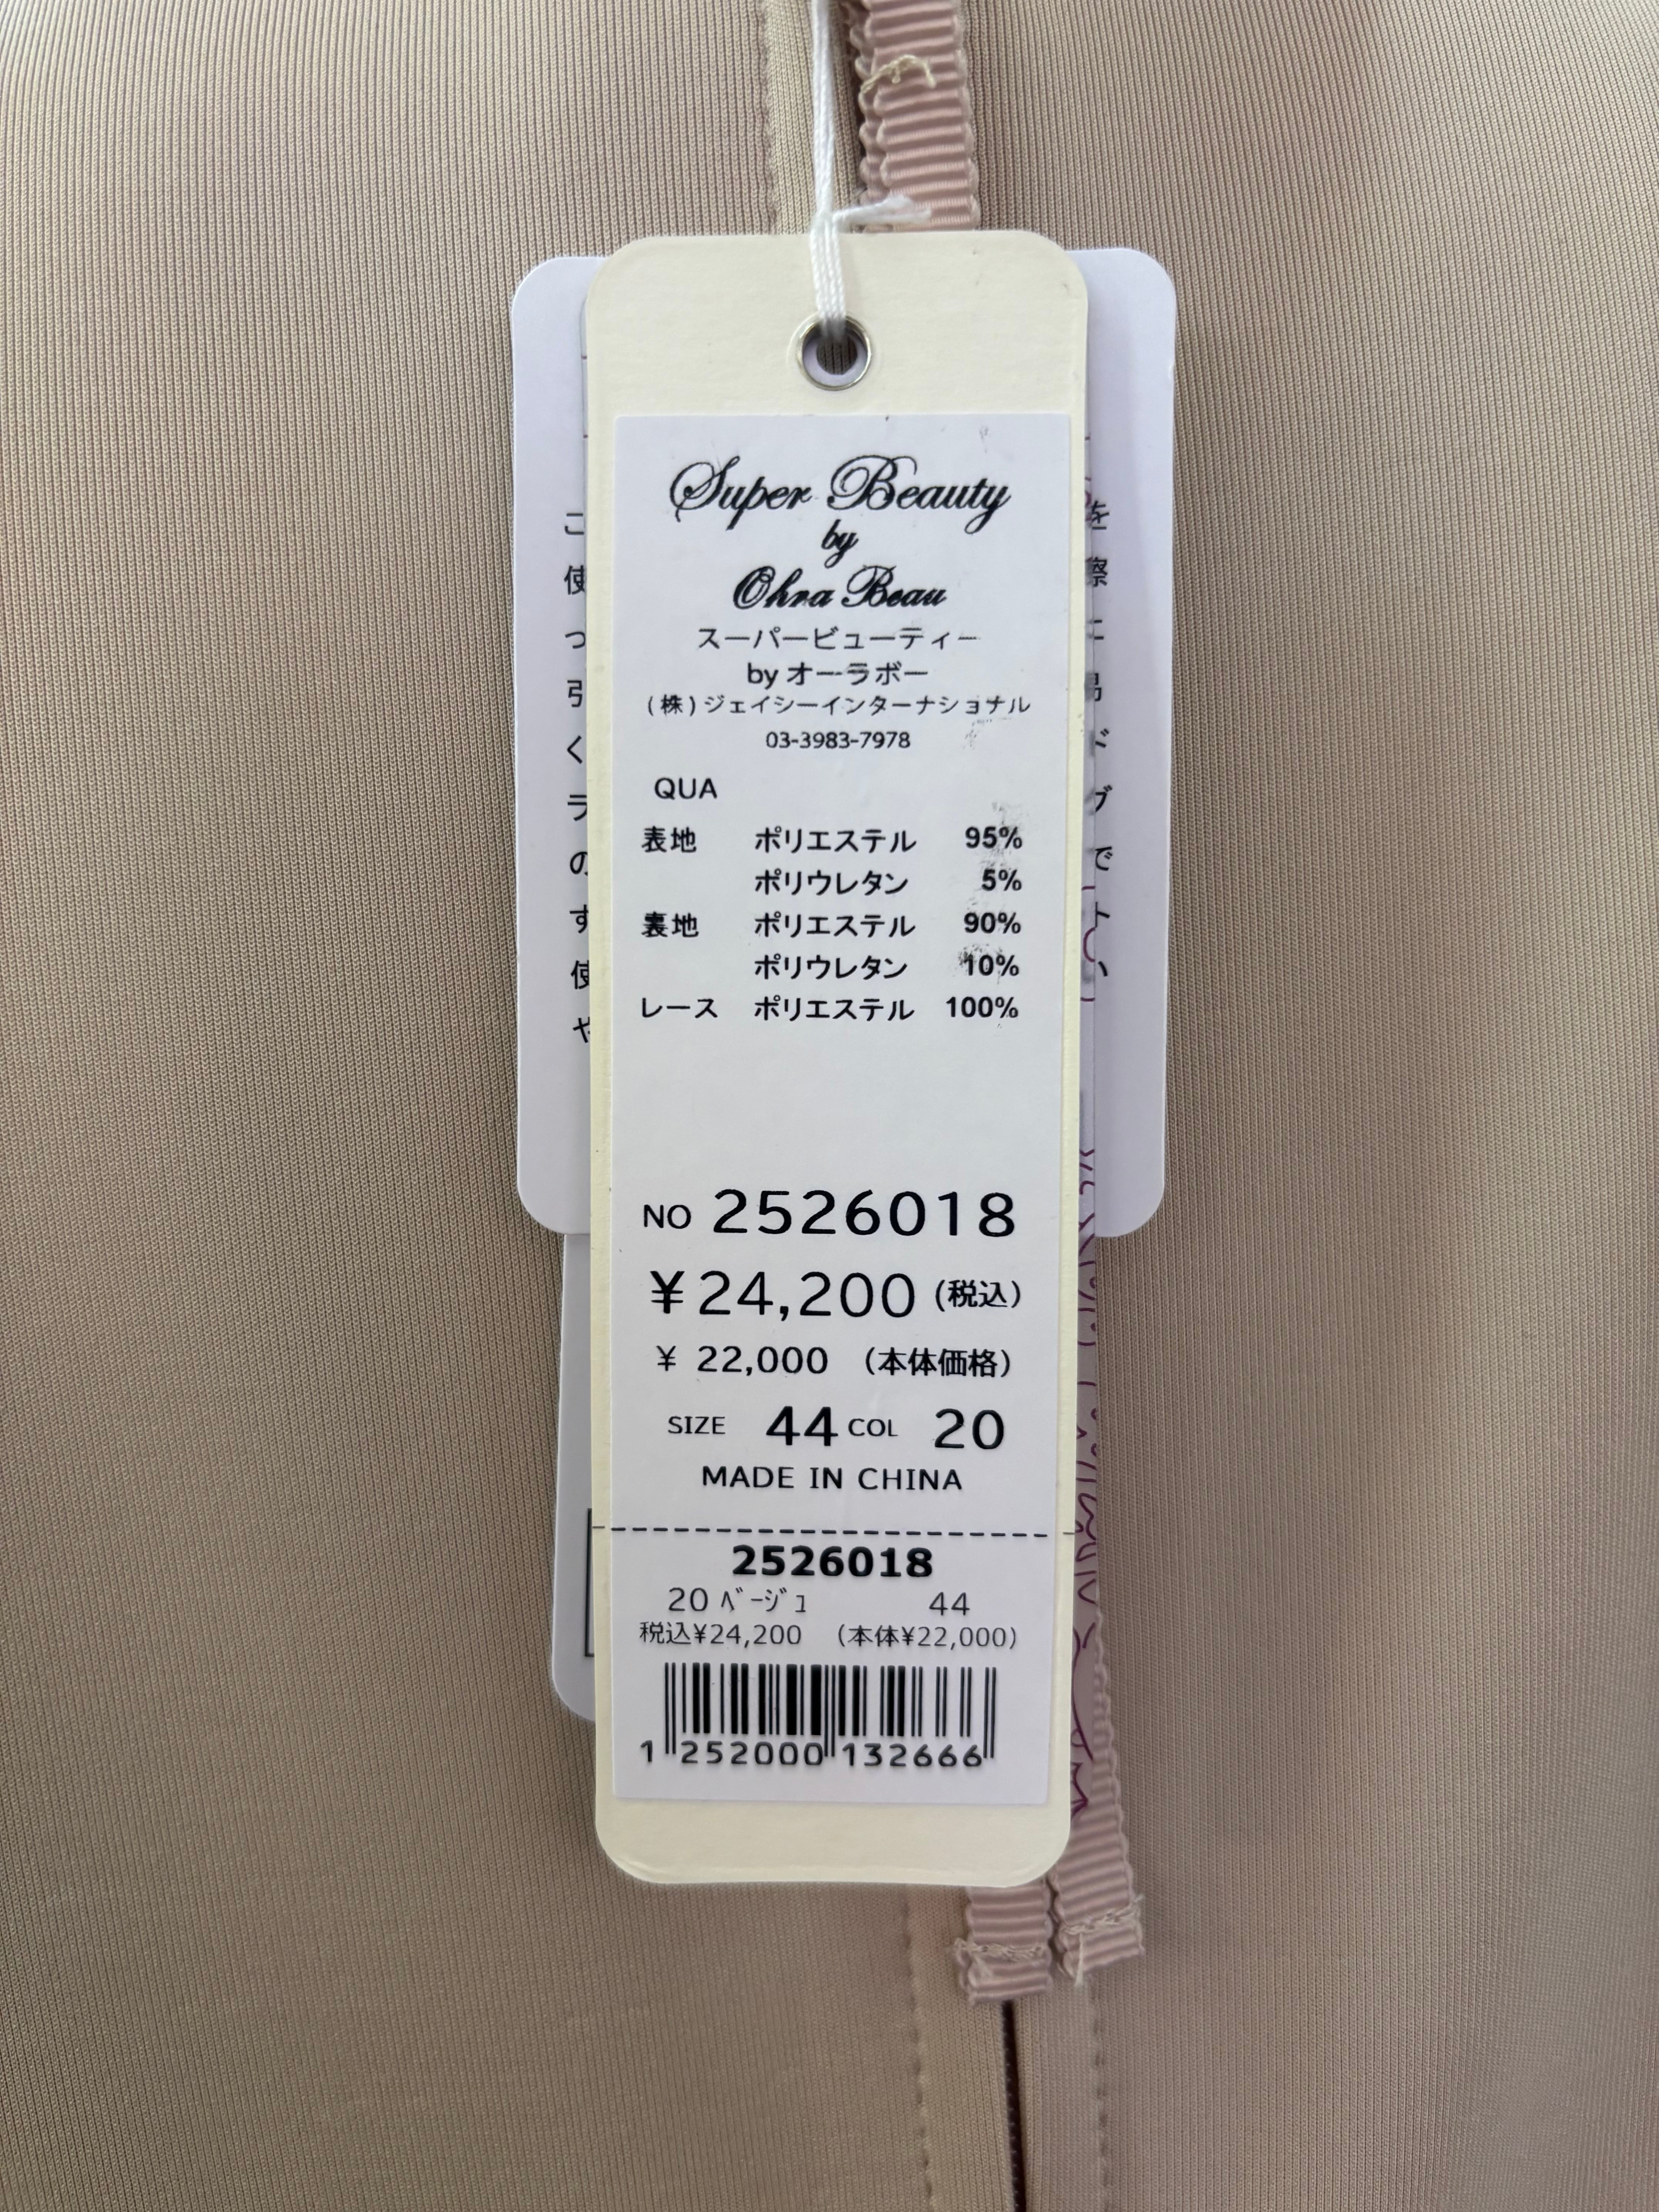 Super Beauty
by
Ohra Beau
スーパービューティー
by オーラボー
(株)ジェイシーインターナショナル
03-3983-7978
QUA
表地 ポリエステル 95%
ポリウレタン 5%
裏地 ポリエステル 90%
ポリウレタン 10%
レース ポリエステル 100%
NO 2526018
¥24,200 (税込)
¥ 22,000 (本体価格)
SIZE 44 COL 20
MADE IN CHINA
2526018
20 ﾍﾞｰｼﾞｭ 44
税込¥24,200 (本体¥22,000)
1 252000 132666